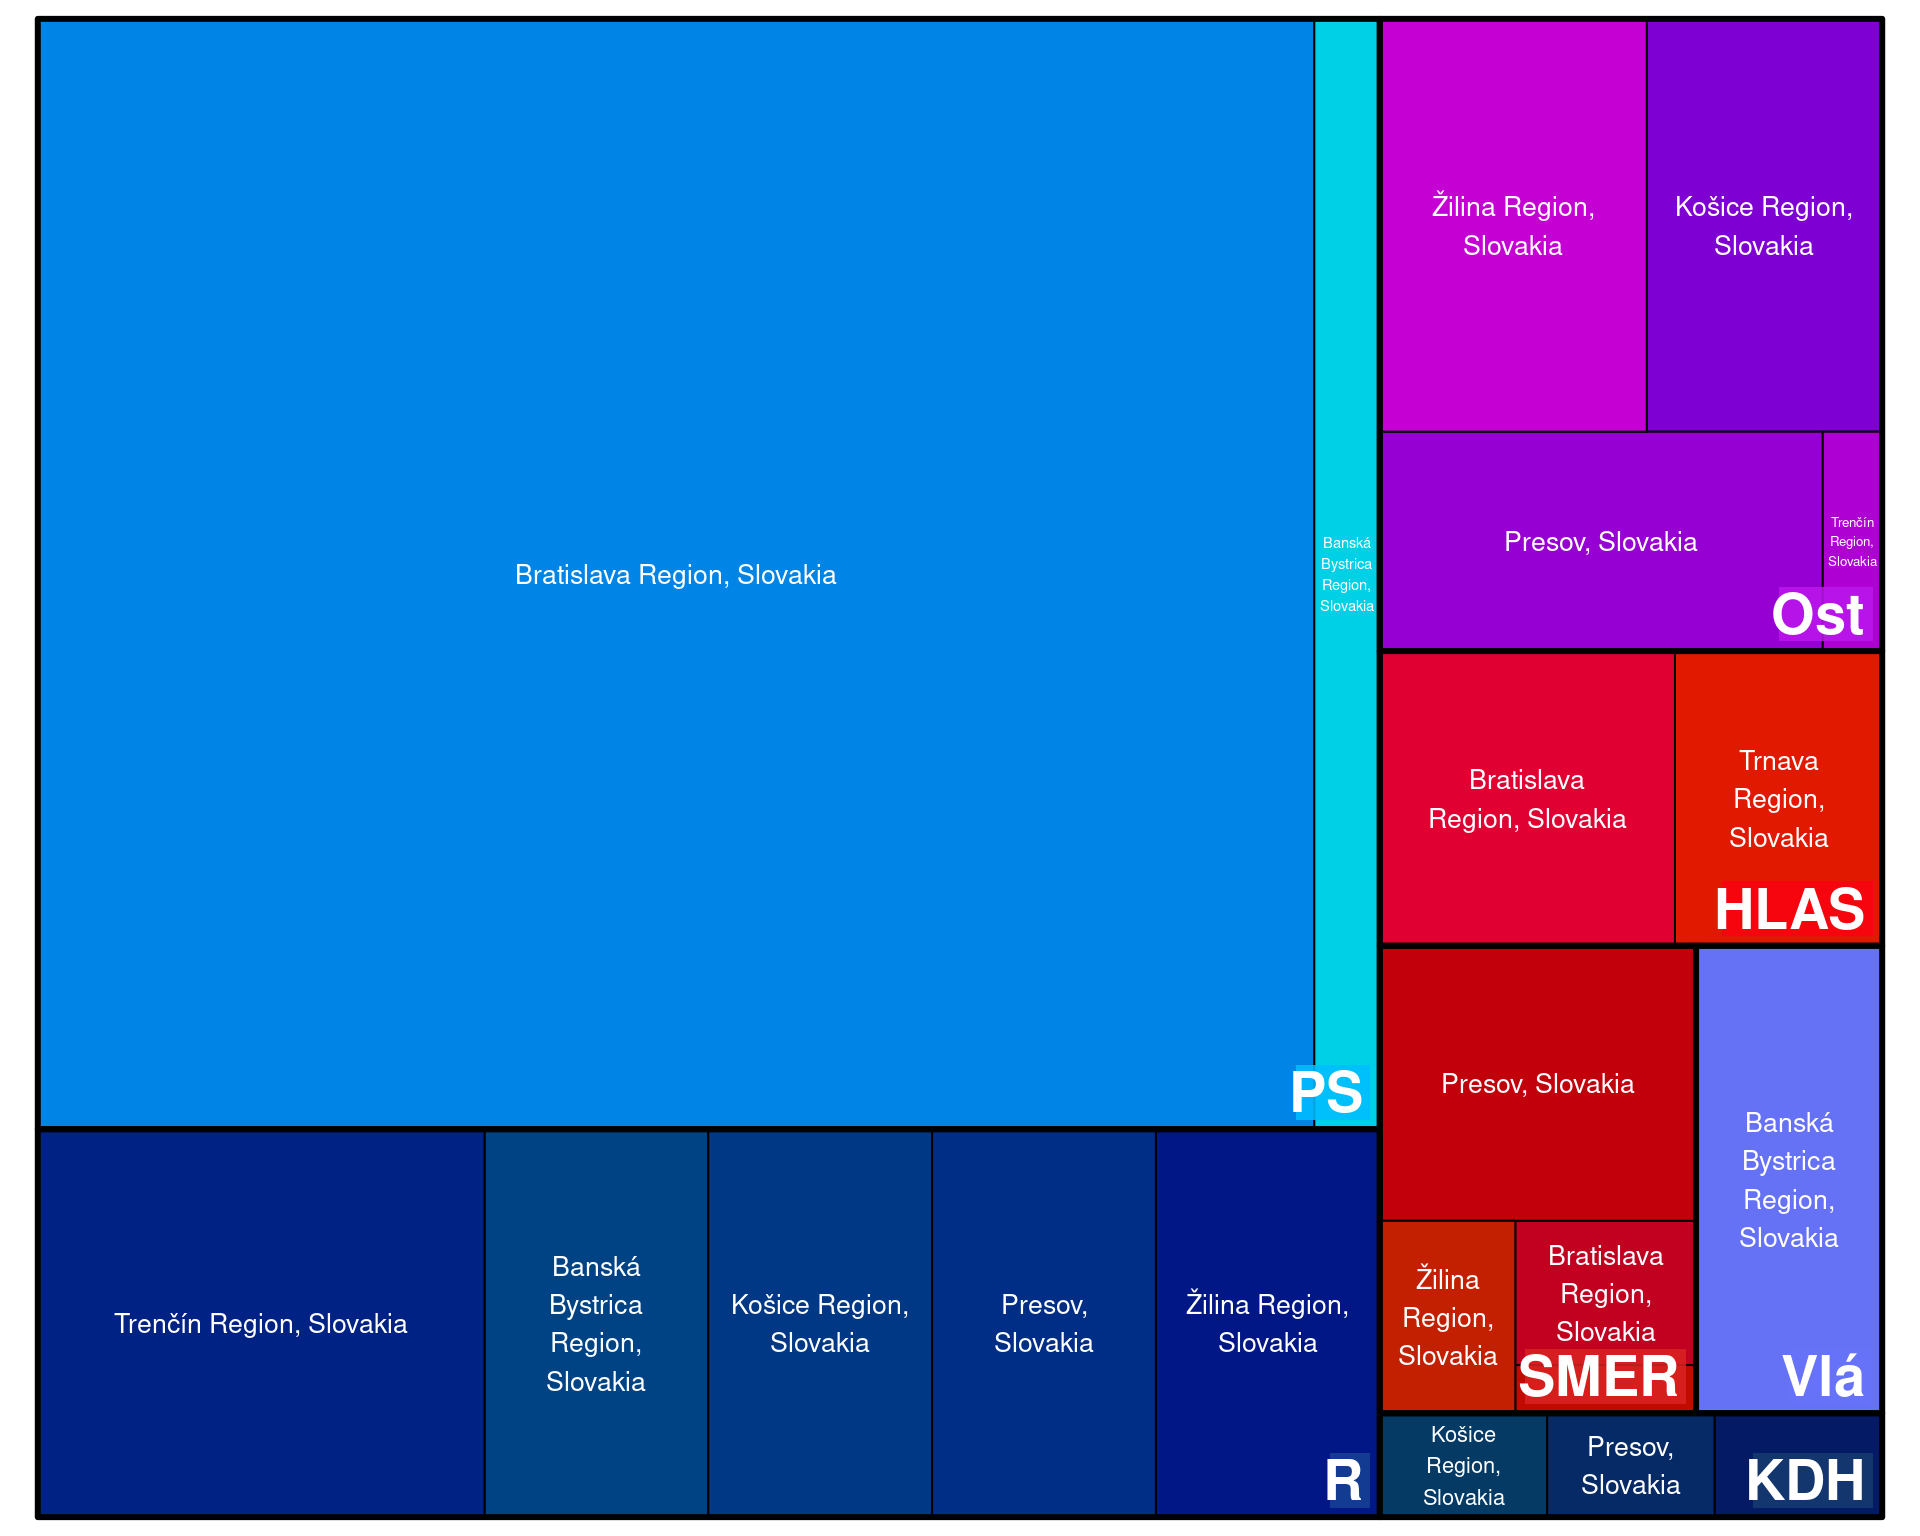 Bratislava Region, Slovakia
Banská
Bystrica
Region,
Slovakia
PS
Trenčín Region, Slovakia
Banská
Bystrica
Region,
Slovakia
Košice Region,
Slovakia
Presov,
Slovakia
Žilina Region,
Slovakia
R
Žilina Region,
Slovakia
Košice Region,
Slovakia
Presov, Slovakia
Trenčín
Region,
Slovakia
Ost
Bratislava
Region, Slovakia
Trnava
Region,
Slovakia
HLAS
Presov, Slovakia
Žilina
Region,
Slovakia
Bratislava
Region,
Slovakia
SMER
Banská
Bystrica
Region,
Slovakia
Vlá
Košice
Region,
Slovakia
Presov,
Slovakia
KDH